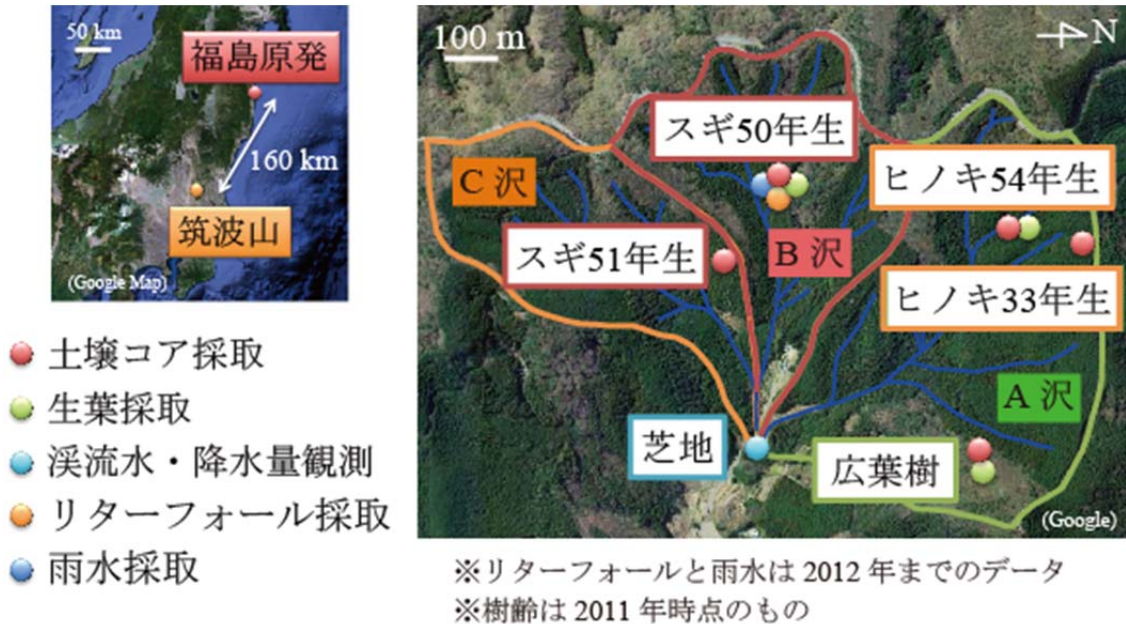 50 km
福島原発
160 km
筑波山
(Google Map)
土壌コア採取
生葉採取
渓流水・降水量観測
リターフォール採取
雨水採取
100 m
N
スギ50年生
C 沢
ヒノキ54年生
スギ51年生
B 沢
ヒノキ33年生
A 沢
芝地
広葉樹
(Google)
※リターフォールと雨水は 2012 年までのデータ
※樹齢は 2011 年時点のもの